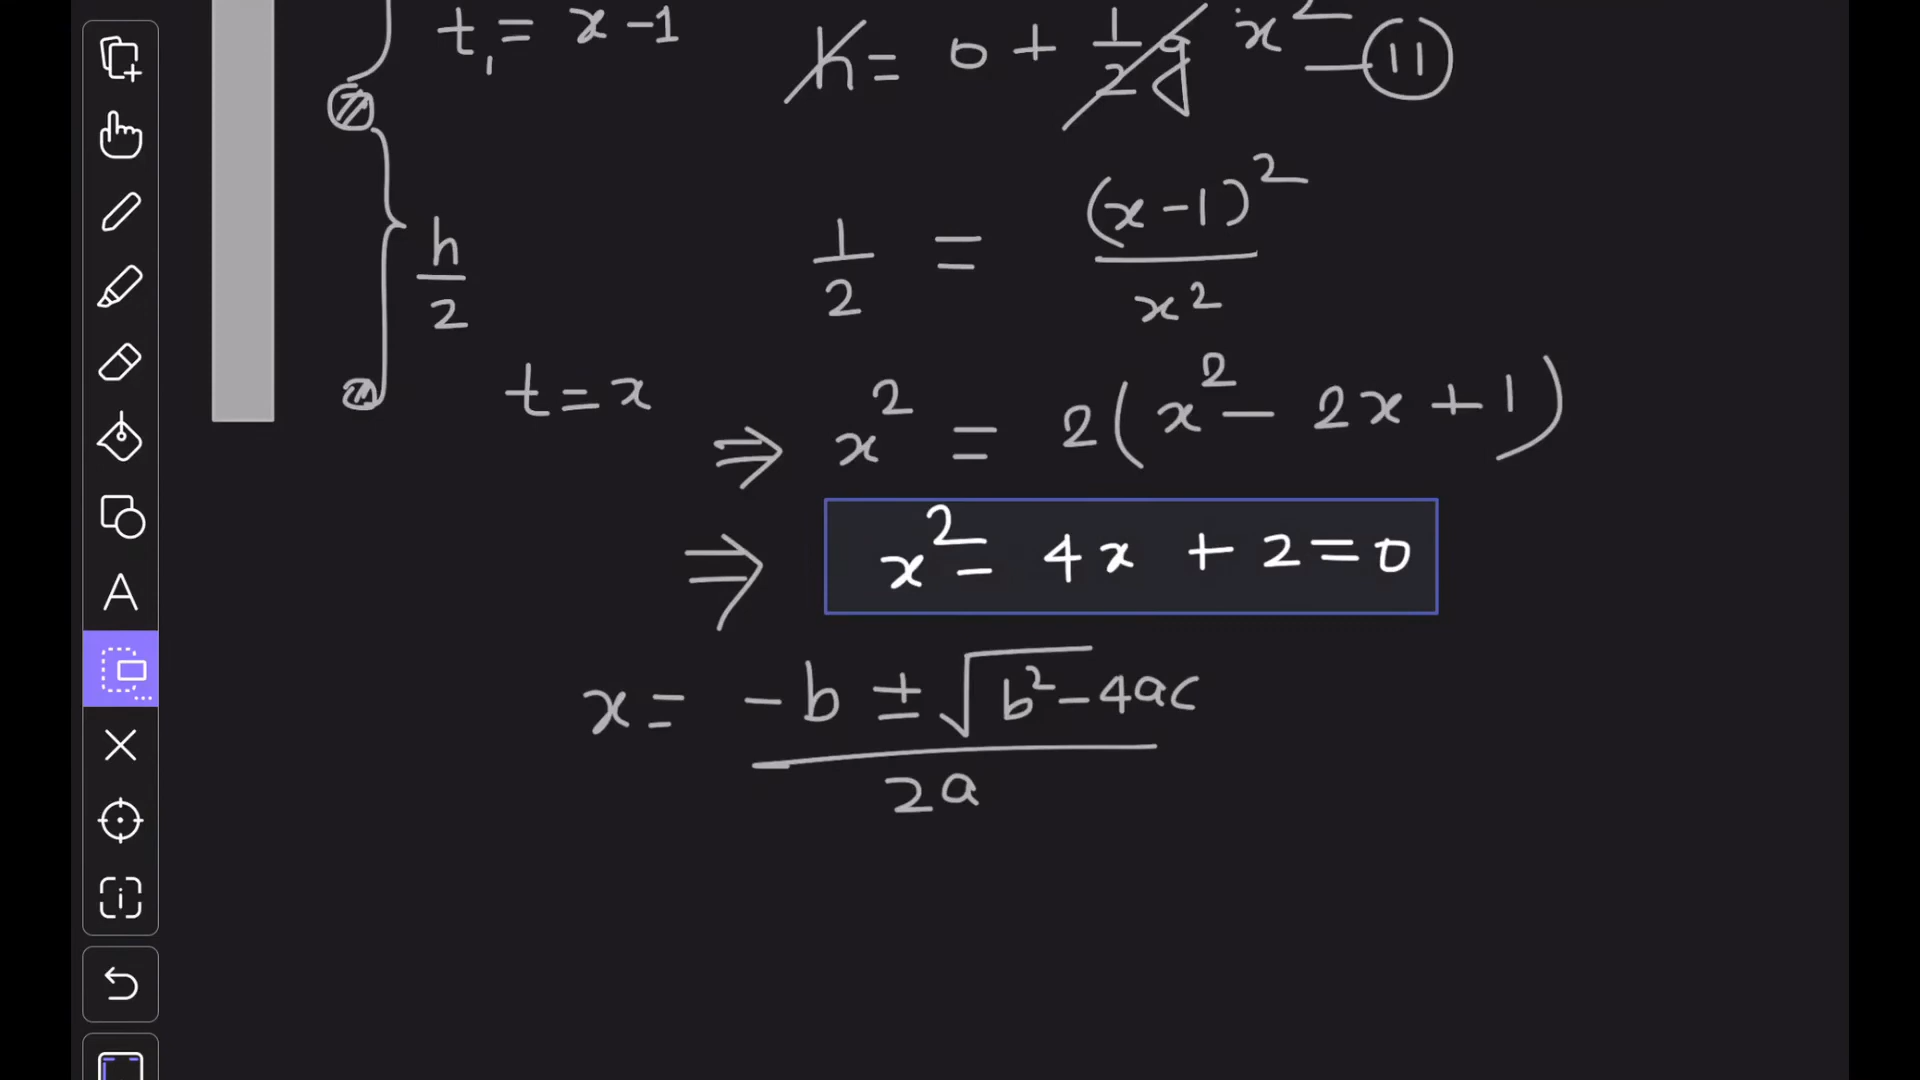 t₁ = x - 1
h = 0 + 1/2 g x² — 11
h/2
1/2 = (x - 1)² / x²
t = x
⇒ x² = 2(x² - 2x + 1)
⇒ x² - 4x + 2 = 0
x = -b ± √(b² - 4ac) / 2a
A